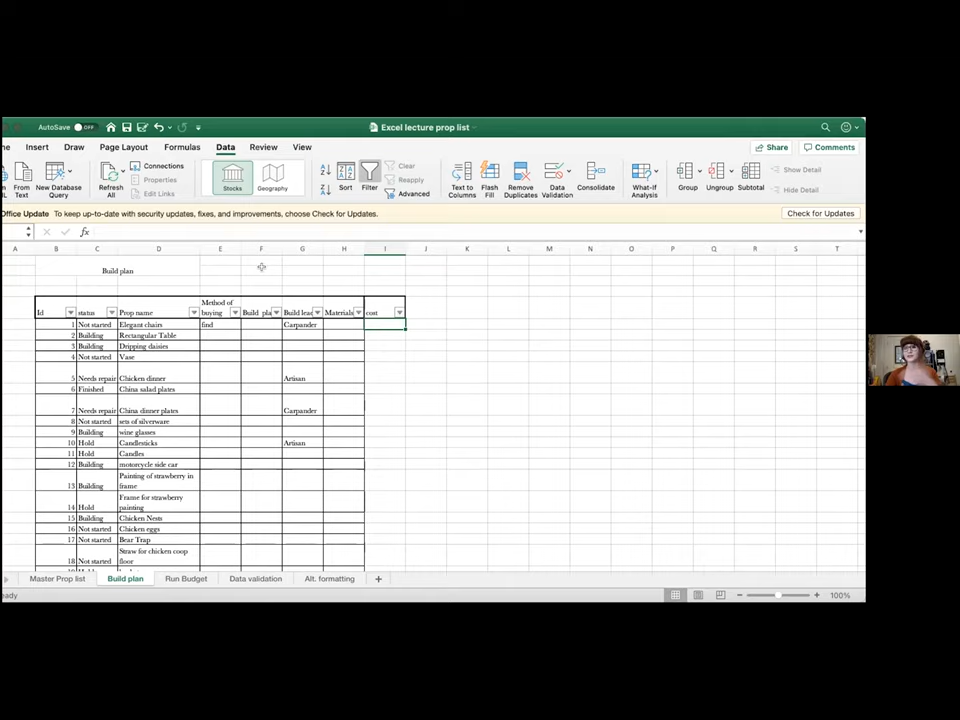 AutoSave OFF Excel lecture prop list
me Insert Draw Page Layout Formulas Data Review View Share Comments
From Text New Database Query Refresh All Connections Properties Edit Links Stocks Geography Sort Filter Clear Reapply Advanced Text to Columns Flash Fill Remove Duplicates Data Validation Consolidate What-If Analysis Group Ungroup Subtotal Show Detail Hide Detail
Office Update To keep up-to-date with security updates, fixes, and improvements, choose Check for Updates. Check for Updates
fx
A B C D E F G H I J K L M N O P Q R S T
Build plan
Id status Prop name Method of buying Build pla Build lead Materials cost
1 Not started Elegant chairs find Carpander
2 Building Rectangular Table
3 Building Dripping daisies
4 Not started Vase
5 Needs repair Chicken dinner Artisan
6 Finished China salad plates
7 Needs repair China dinner plates Carpander
8 Not started sets of silverware
9 Building wine glasses
10 Hold Candlesticks Artisan
11 Hold Candles
12 Building motorcycle side car
13 Building Painting of strawberry in frame
14 Hold Frame for strawberry painting
15 Building Chicken Nests
16 Not started Chicken eggs
17 Not started Bear Trap
18 Not started Straw for chicken coop floor
Master Prop list Build plan Run Budget Data validation Alt. formatting +
eady 100%